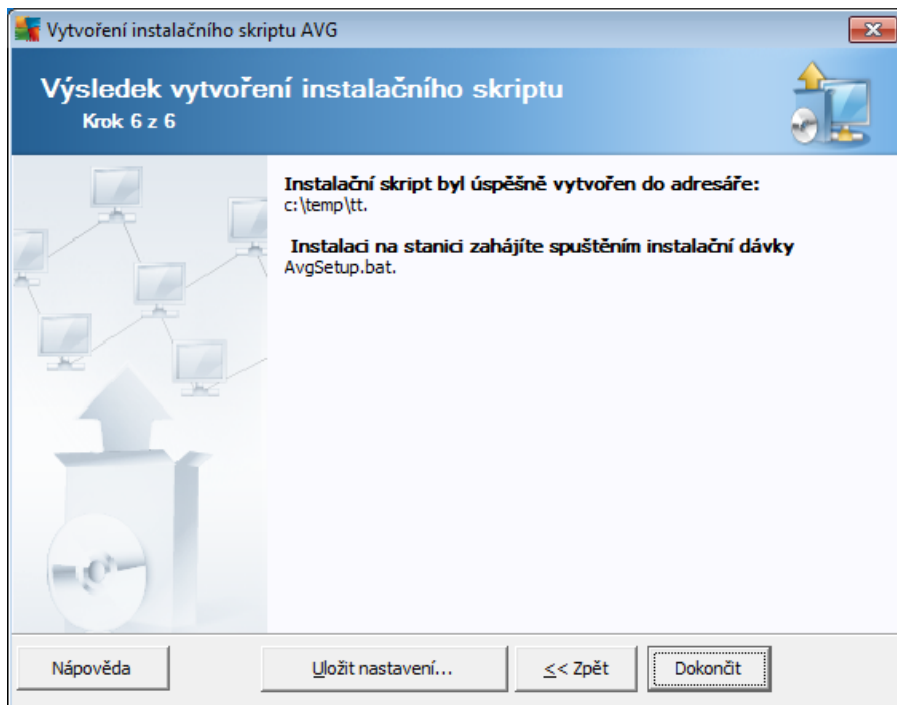 Vytvoření instalačního skriptu AVG
Výsledek vytvoření instalačního skriptu
Krok 6 z 6
Instalační skript byl úspěšně vytvořen do adresáře:
c:\temp\tt.
Instalaci na stanici zahájíte spuštěním instalační dávky
AvgSetup.bat.
Nápověda
Uložit nastavení...
<< Zpět
Dokončit